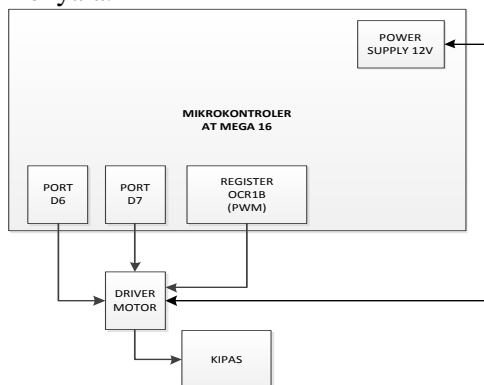 POWER
SUPPLY 12V
MIKROKONTROLER
AT MEGA 16
PORT
D6
PORT
D7
REGISTER
OCR1B
(PWM)
DRIVER
MOTOR
KIPAS